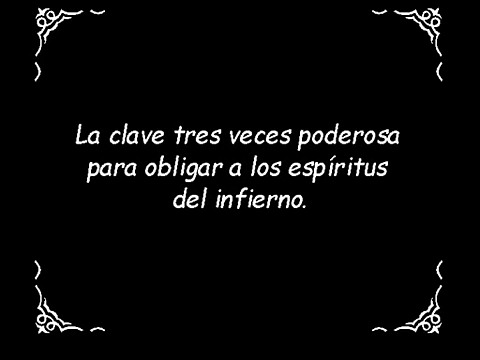 La clave tres veces poderosa
para obligar a los espíritus
del infierno.